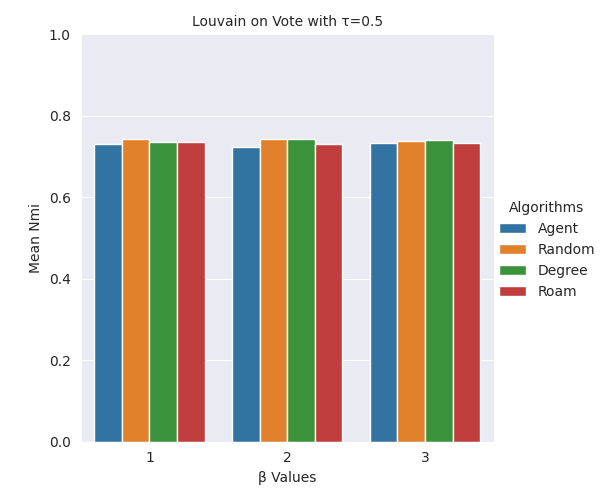 Louvain on Vote with τ=0.5
1.0
0.8
0.6
0.4
0.2
0.0
Mean Nmi
1 2 3
β Values
Algorithms
Agent
Random
Degree
Roam